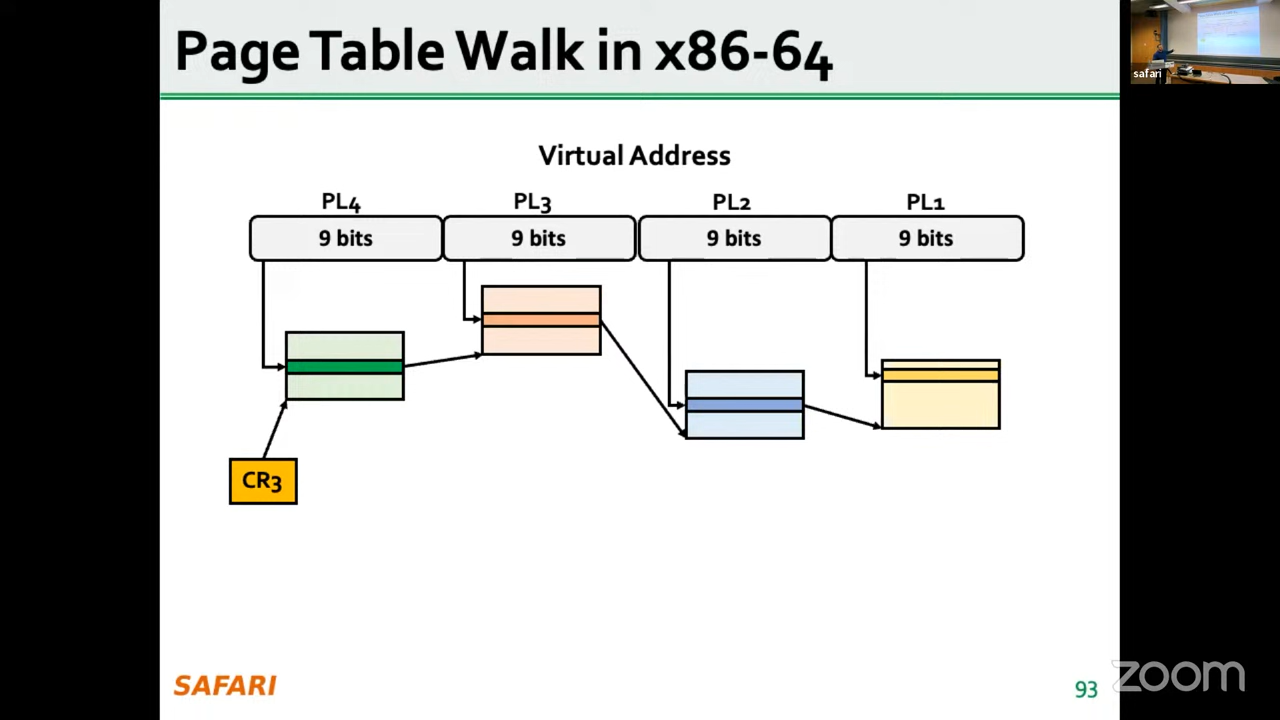 Page Table Walk in x86-64
safari
Virtual Address
PL4 PL3 PL2 PL1
9 bits 9 bits 9 bits 9 bits
CR3
SAFARI
93
zoom